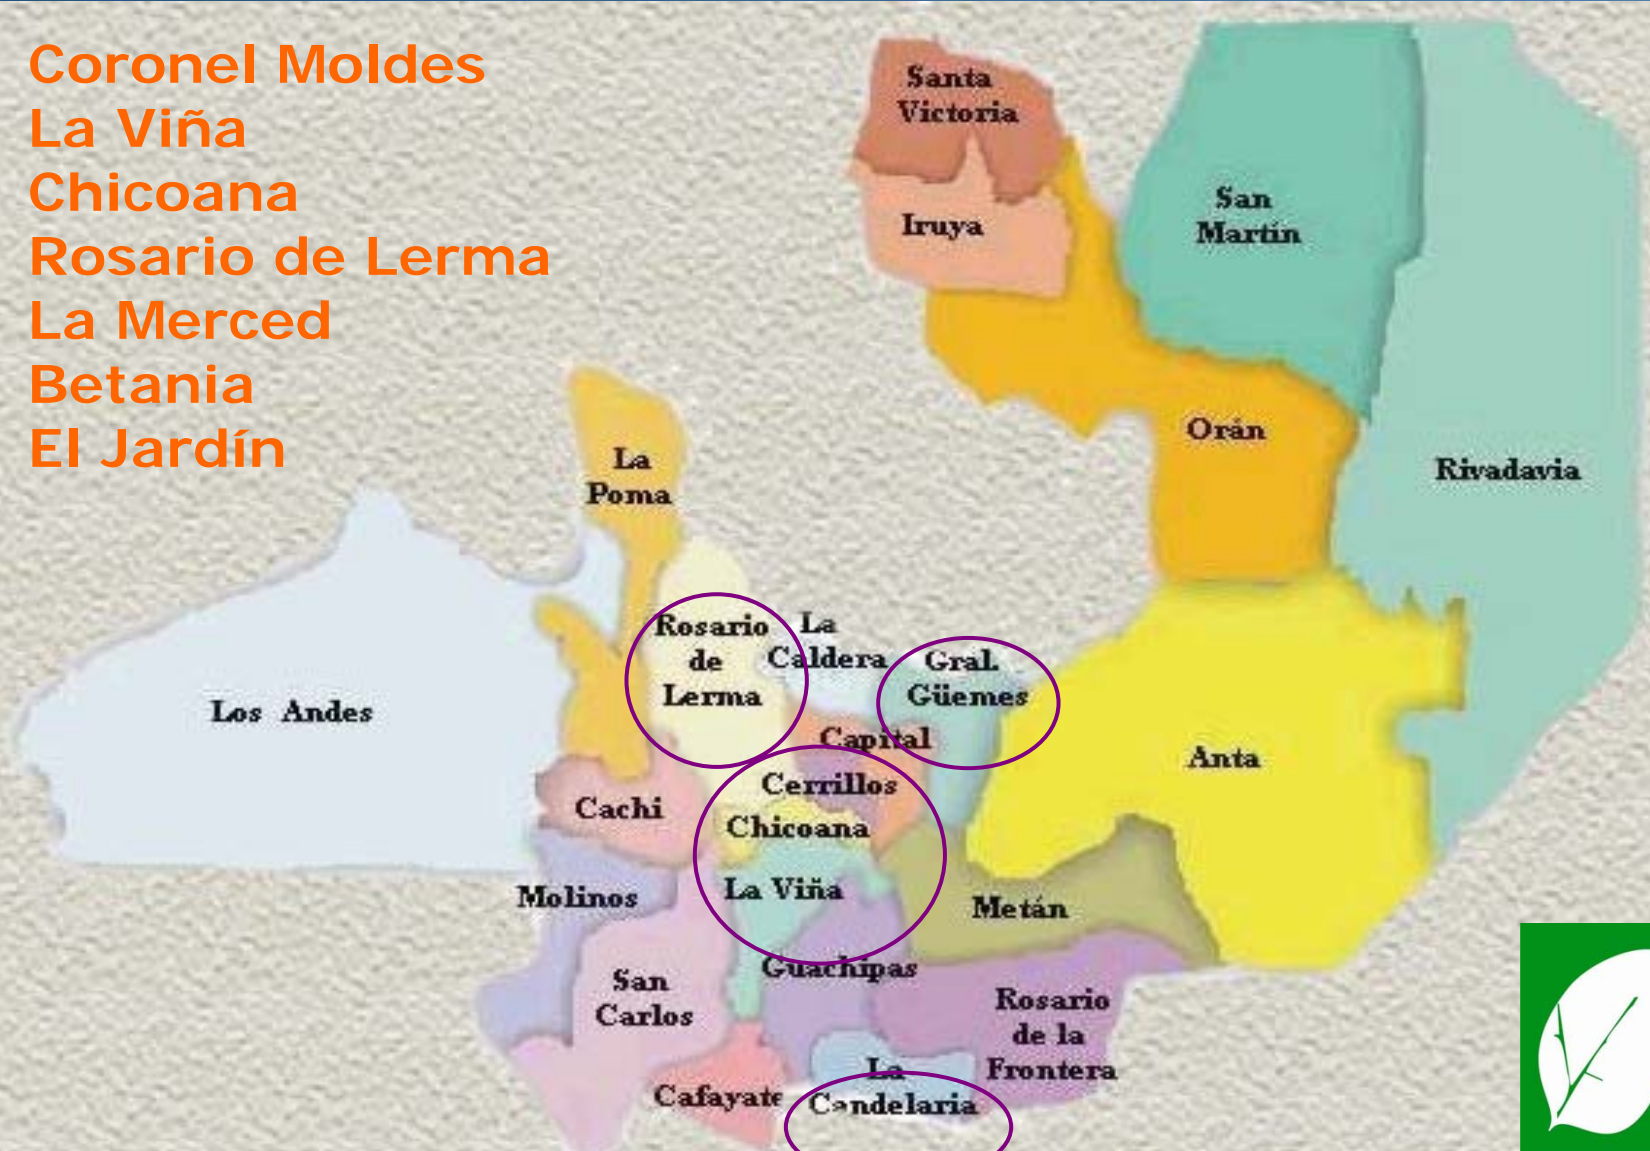 Coronel Moldes
La Viña
Chicoana
Rosario de Lerma
La Merced
Betania
El Jardín
Santa
Victoria
Iruya
San
Martín
Orán
Rivadavia
La
Poma
Los Andes
Rosario
de
Lerma
La
Caldera
Gral.
Güemes
Capital
Cerrillos
Chicoana
La Viña
Cachi
Molinos
San
Carlos
Guachipas
Cafayate
La
Candelaria
Metán
Anta
Rosario
de la
Frontera